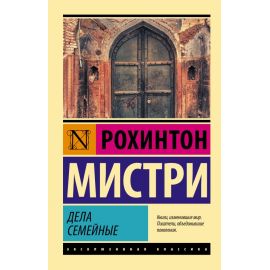 N
РОХИНТОН
МИСТРИ
ДЕЛА
СЕМЕЙНЫЕ
Книги, изменившие мир.
Писатели, объединившие
поколения.
ЭКСКЛЮЗИВНАЯ КЛАССИКА